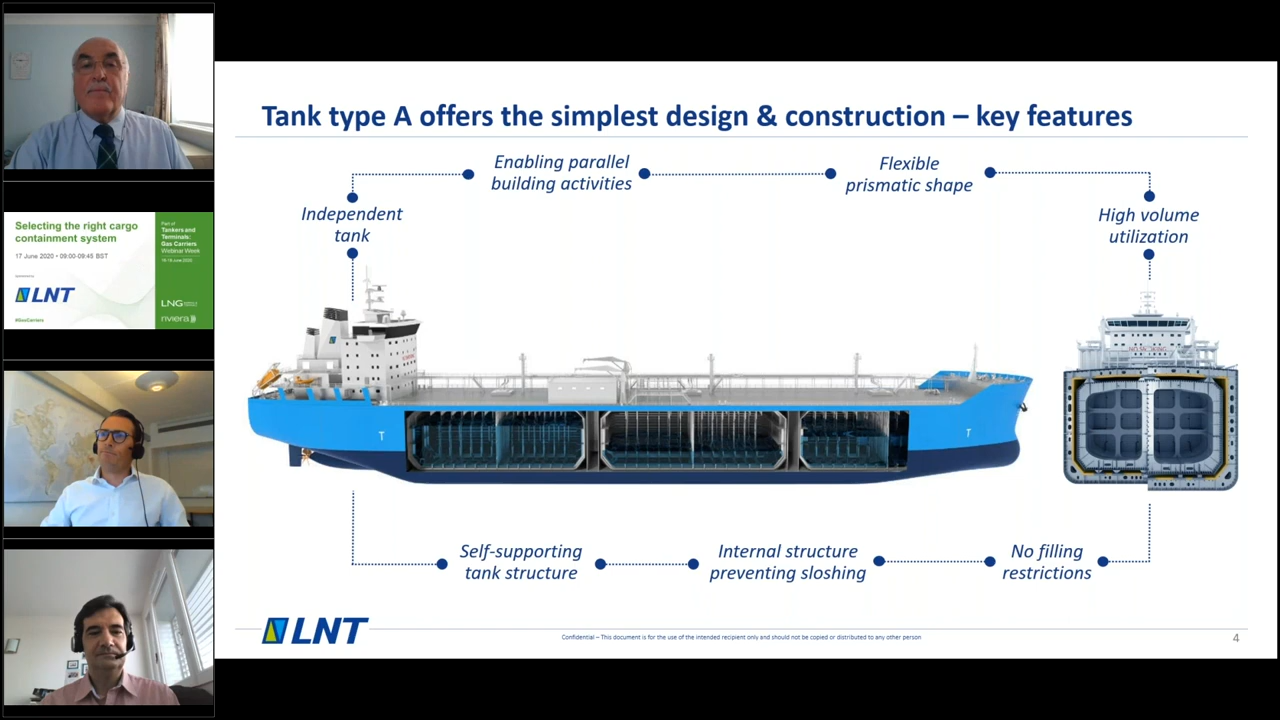 Tank type A offers the simplest design & construction – key features
Enabling parallel
building activities
Flexible
prismatic shape
Independent
tank
High volume
utilization
T
T
Self-supporting
tank structure
Internal structure
preventing sloshing
No filling
restrictions
LNT
Confidential – This document is for the use of the intended recipient only and should not be copied or distributed to any other person
4
Selecting the right cargo
containment system
17 June 2020 • 09:00-09:45 BST
LNT
#GasCarriers
Part of
Tankers and
Terminals:
Gas Carriers
Webinar Week
LNG
riviera